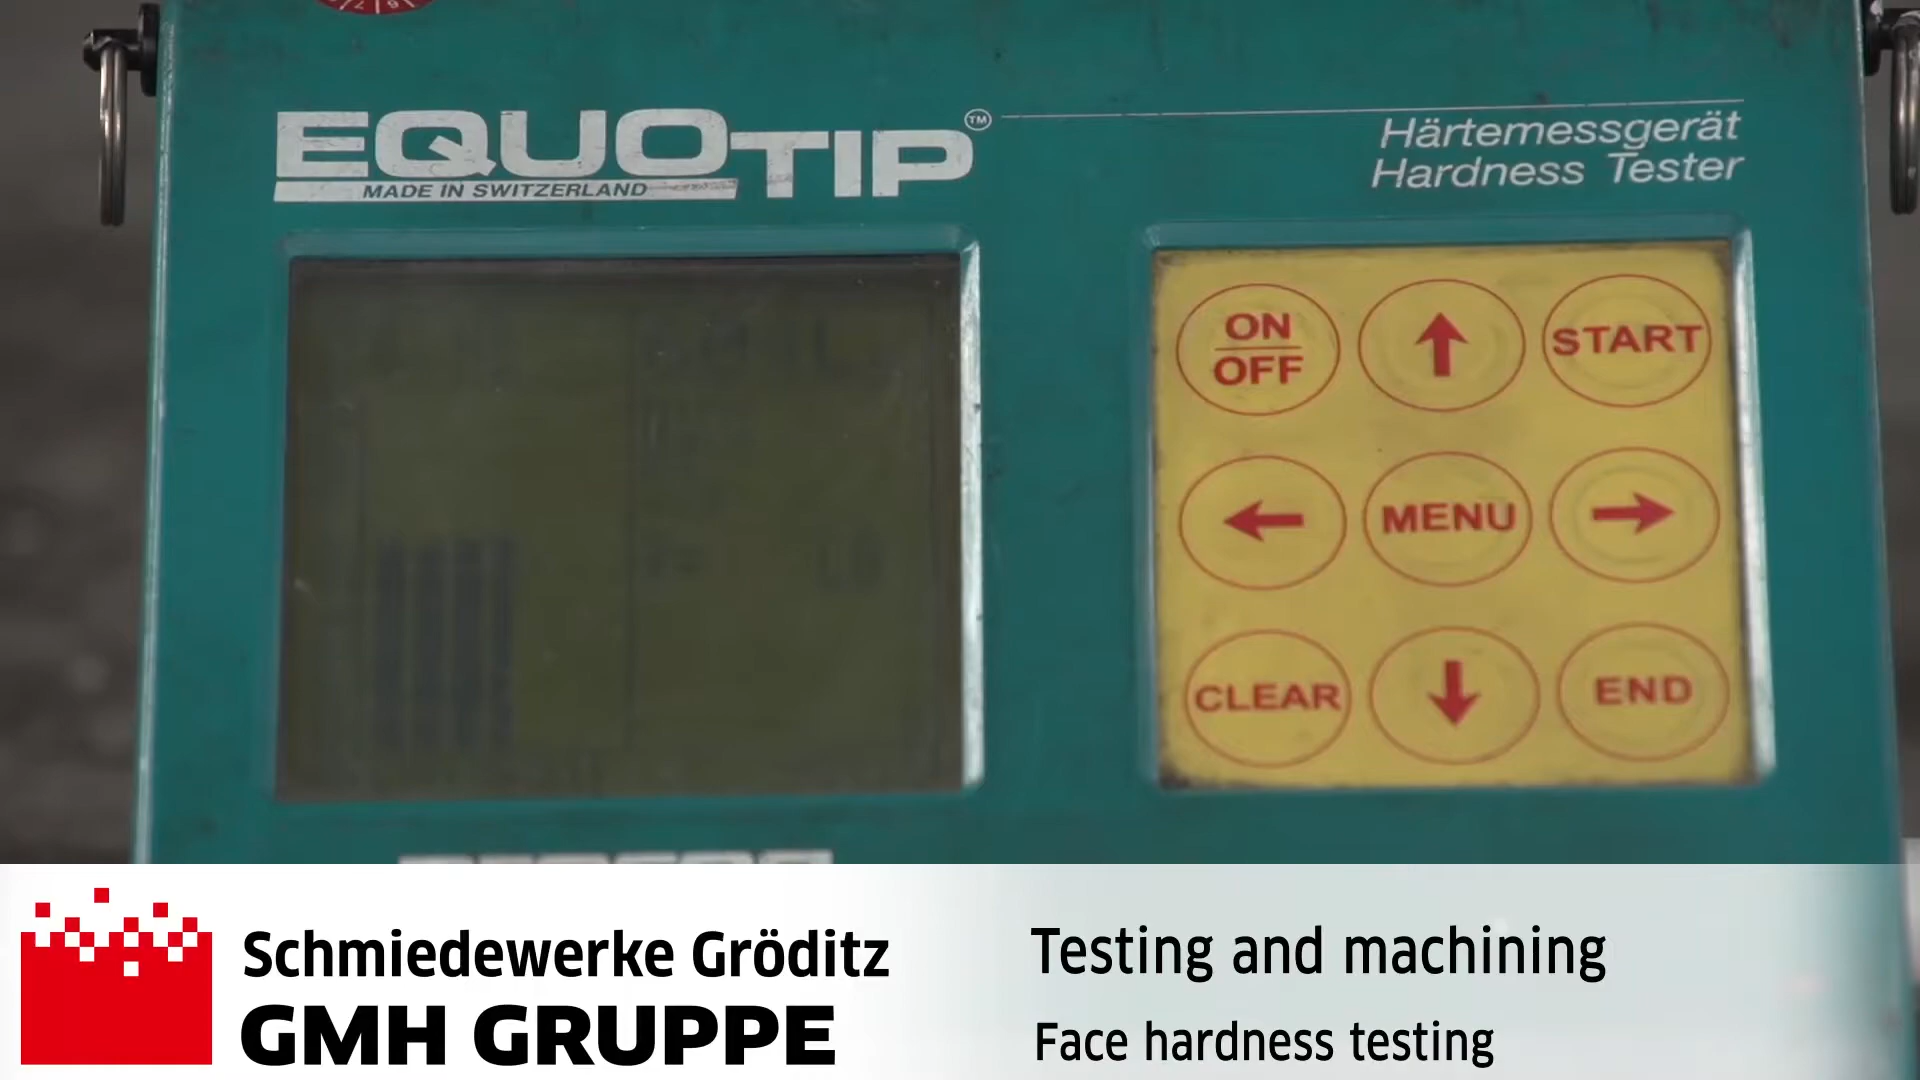 EQUOTIP™
MADE IN SWITZERLAND
Härtemessgerät
Hardness Tester
ON
OFF
START
MENU
CLEAR
END
Schmiedewerke Gröditz
GMH GRUPPE
Testing and machining
Face hardness testing